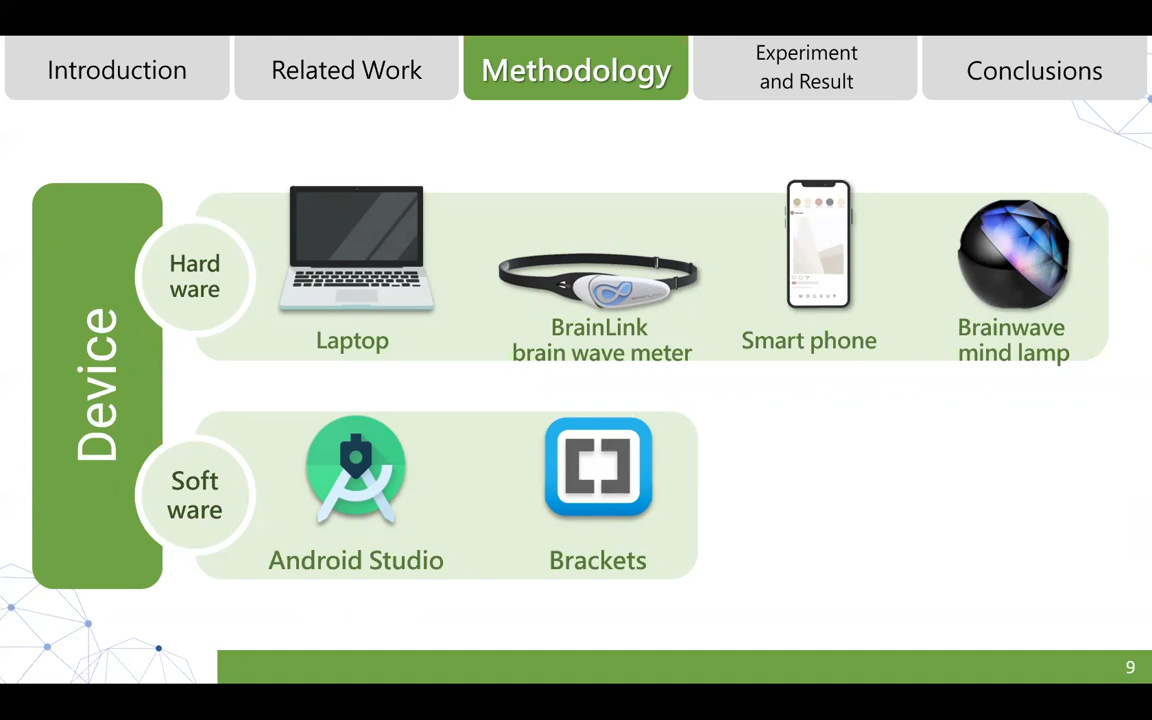 Introduction
Related Work
Methodology
Experiment
and Result
Conclusions
Device
Hard
ware
Laptop
BrainLink
brain wave meter
Smart phone
Brainwave
mind lamp
Soft
ware
Android Studio
Brackets
9